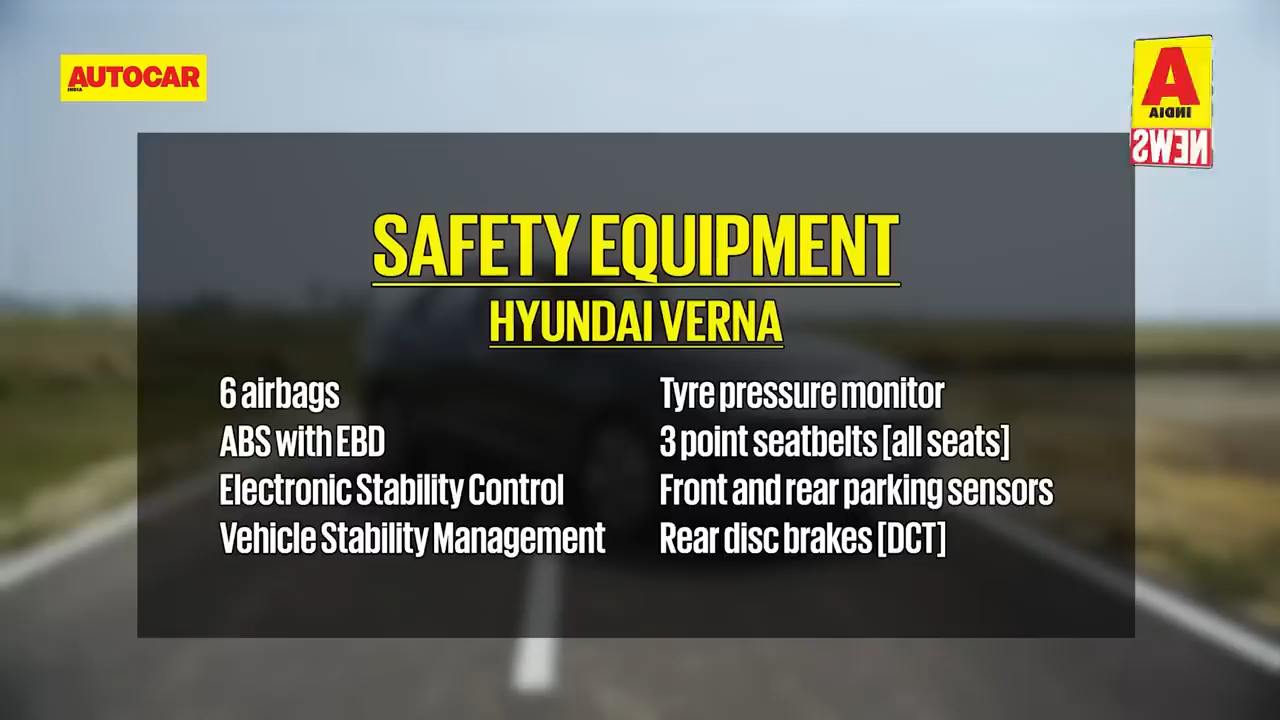 AUTOCAR
INDIA
A
INDIA
NEWS
SAFETY EQUIPMENT
HYUNDAI VERNA
6 airbags
ABS with EBD
Electronic Stability Control
Vehicle Stability Management
Tyre pressure monitor
3 point seatbelts [all seats]
Front and rear parking sensors
Rear disc brakes [DCT]